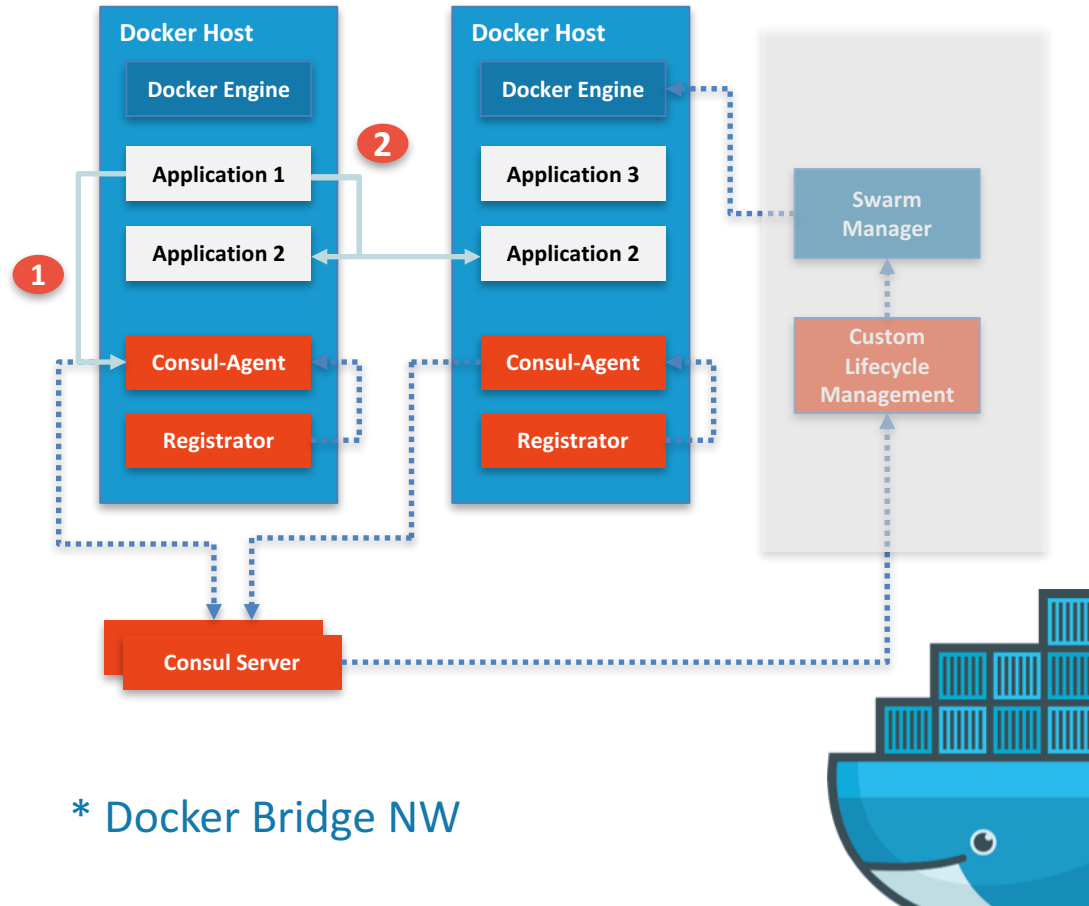 Docker Host
Docker Engine
Application 1
Application 2
Consul-Agent
Registrator
1
2
Docker Host
Docker Engine
Application 3
Application 2
Consul-Agent
Registrator
Swarm
Manager
Custom
Lifecycle
Management
Consul Server
* Docker Bridge NW